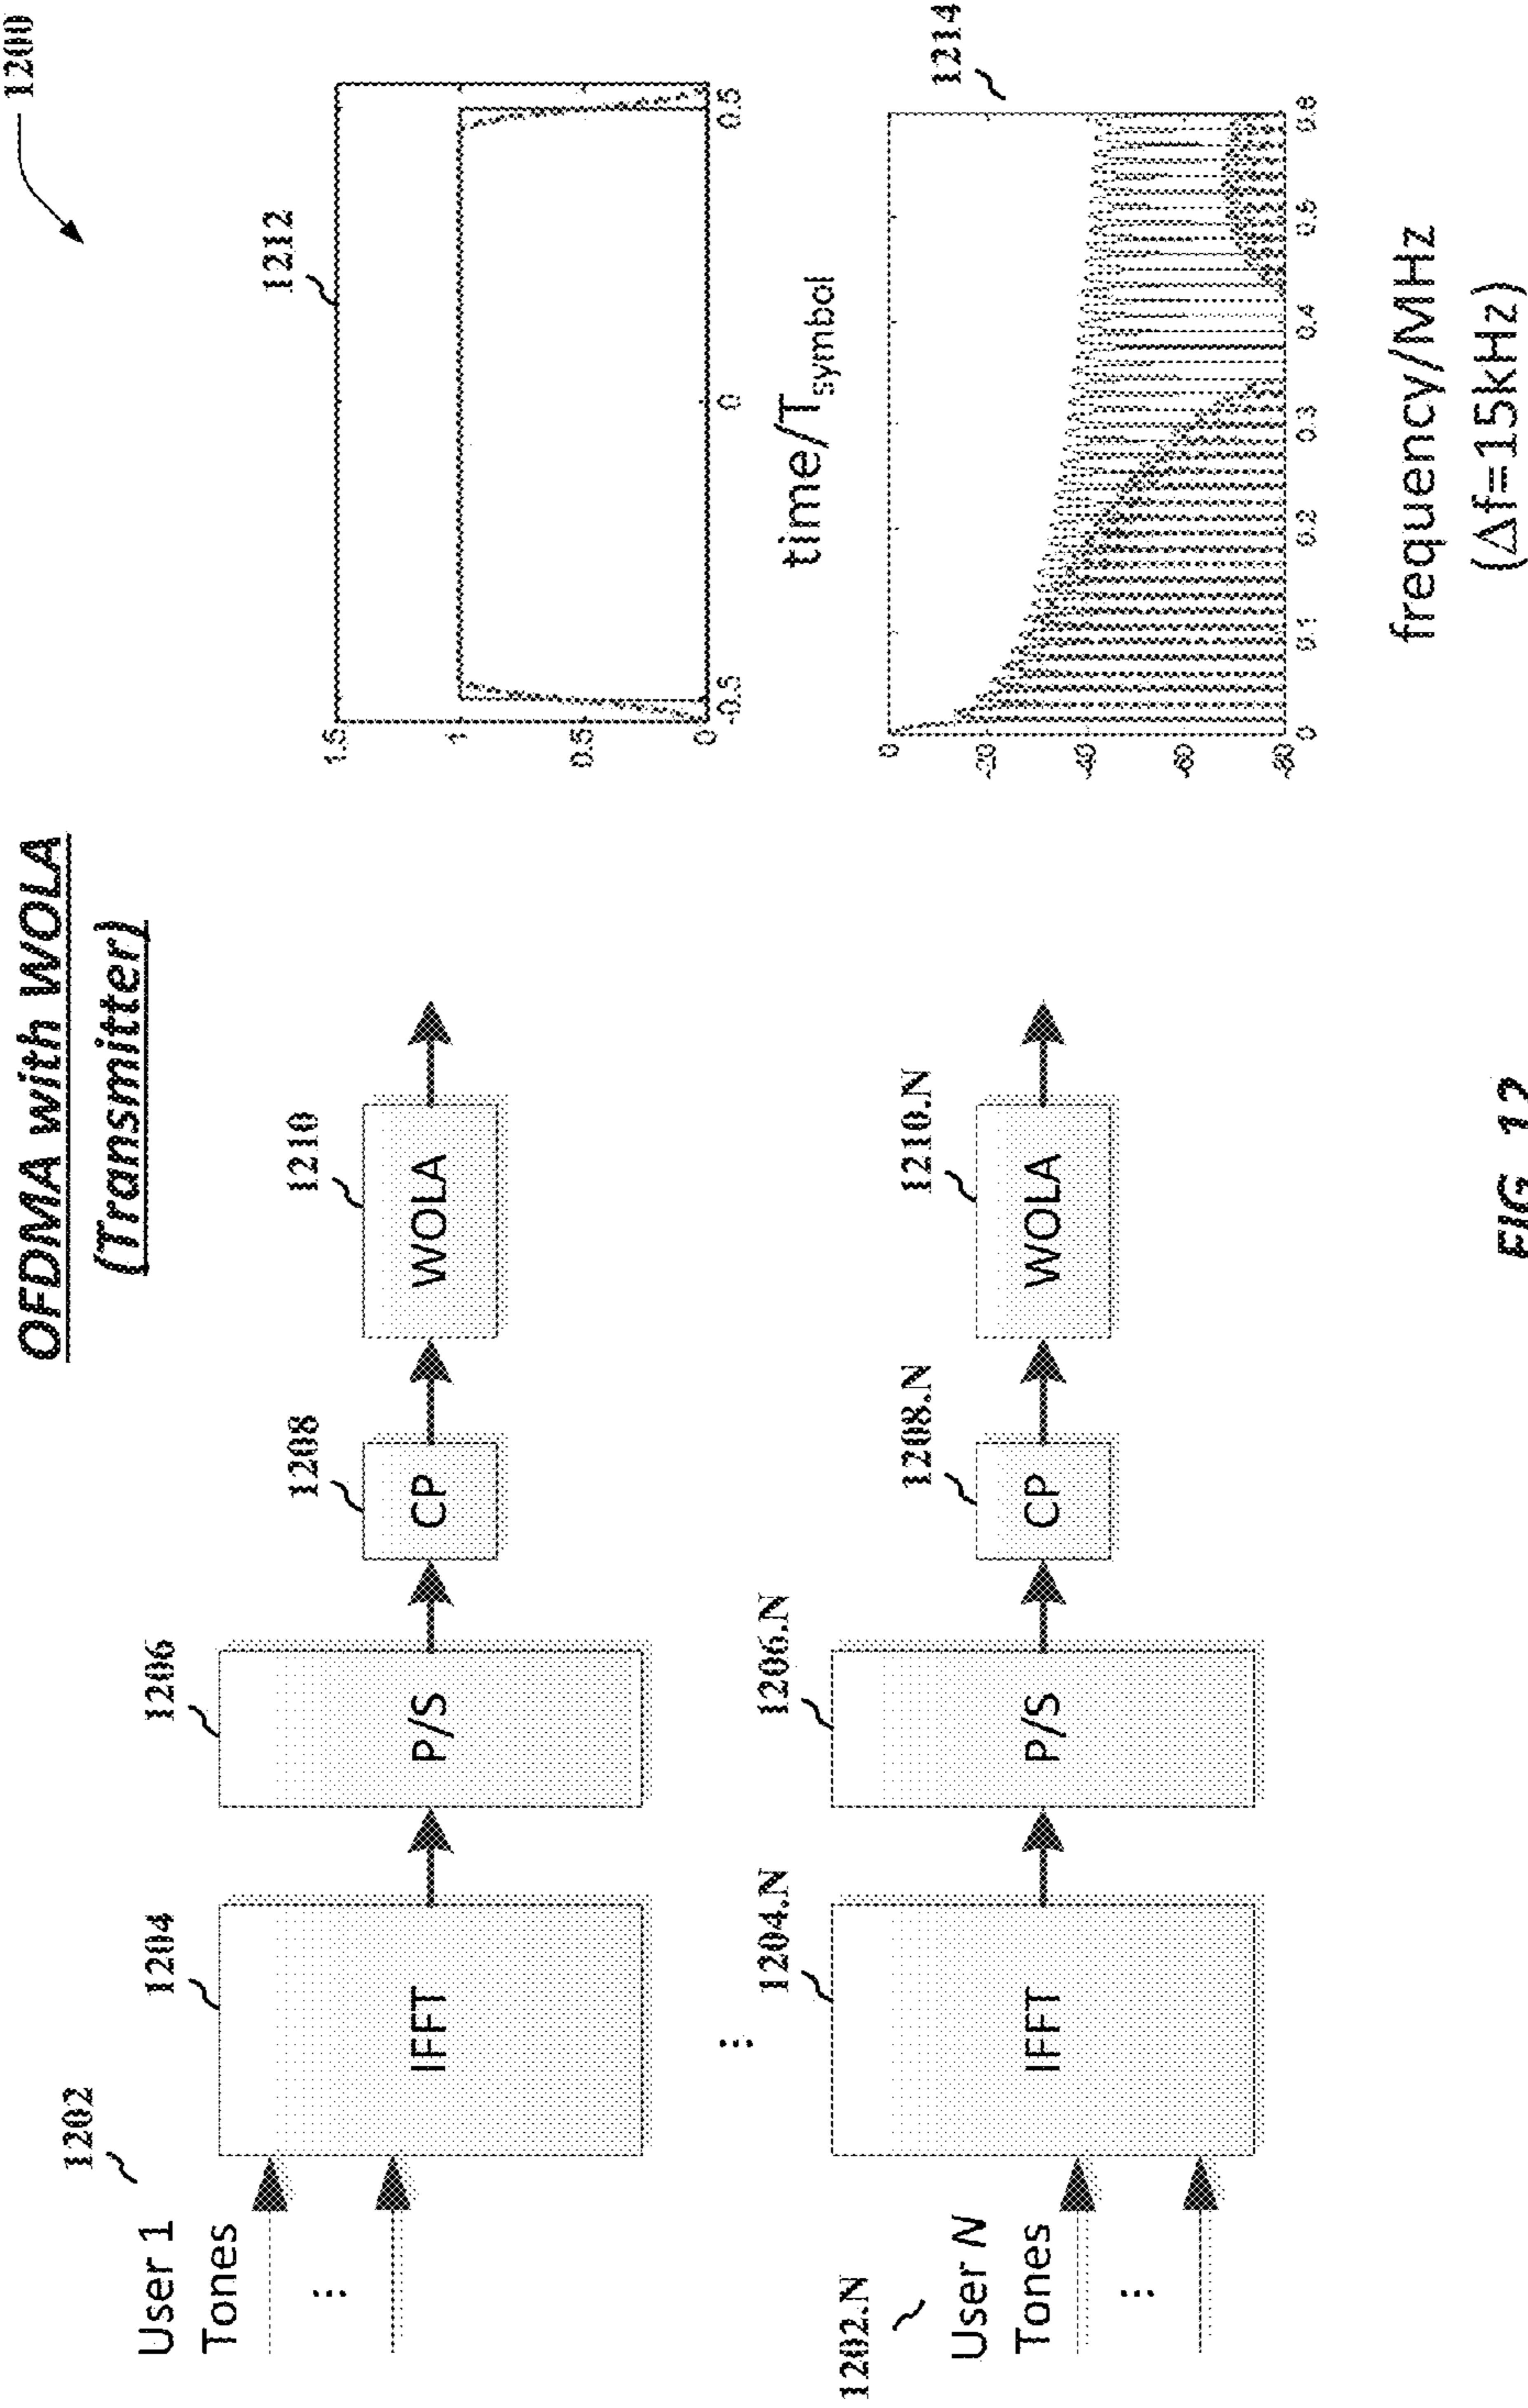 1200
OFDMA with WOLA
(Transmitter)
1202
User 1
Tones
...
1204
IFFT
1206
P/S
1208
CP
1210
WOLA
1212
1.5
1
0.5
0
-0.5
0
0.5
time/Tsymbol
...
1202.N
User N
Tones
...
1204.N
IFFT
1206.N
P/S
1208.N
CP
1210.N
WOLA
1214
0
-20
-40
-60
-80
0
0.1
0.2
0.3
0.4
0.5
0.6
frequency/MHz
(Δf=15kHz)
FIG. 12